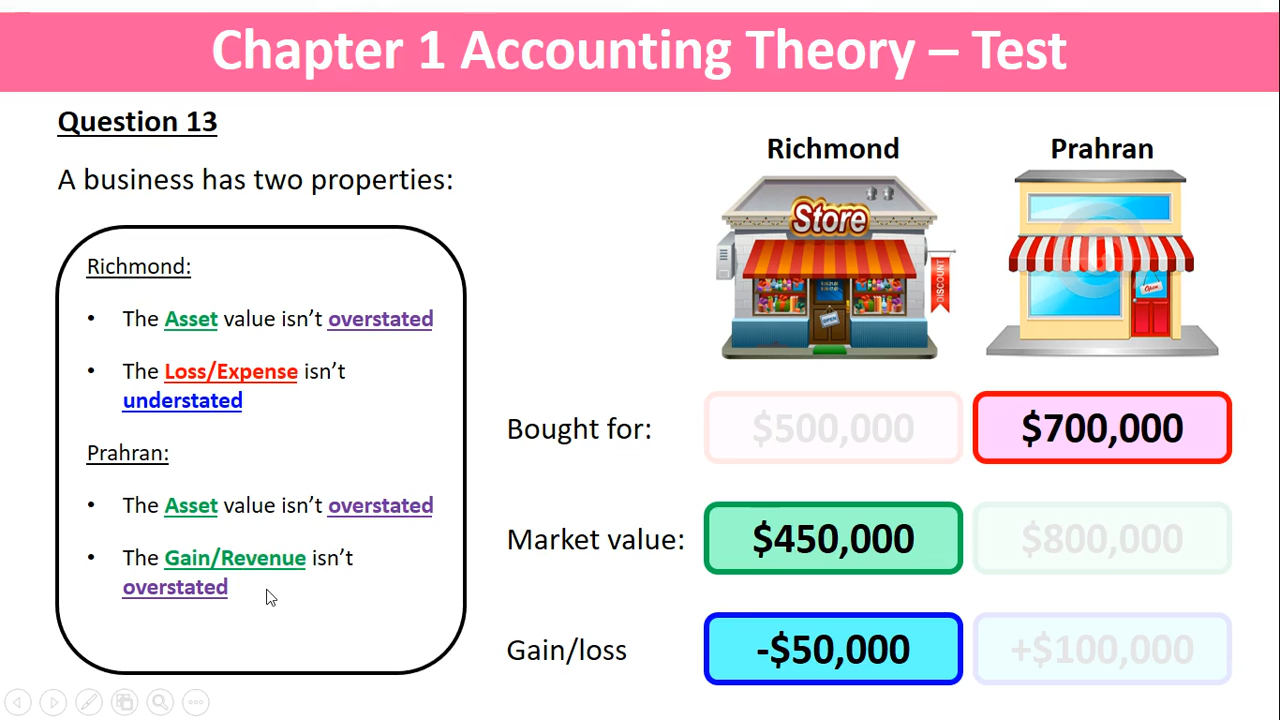 Chapter 1 Accounting Theory – Test
Question 13
A business has two properties:
Richmond:
• The Asset value isn't overstated
• The Loss/Expense isn't
understated
Prahran:
• The Asset value isn't overstated
• The Gain/Revenue isn't
overstated
Richmond
Prahran
Store
DISCOUNT
OPEN
Open
Bought for:
$500,000
$700,000
Market value:
$450,000
$800,000
Gain/loss
-$50,000
+$100,000